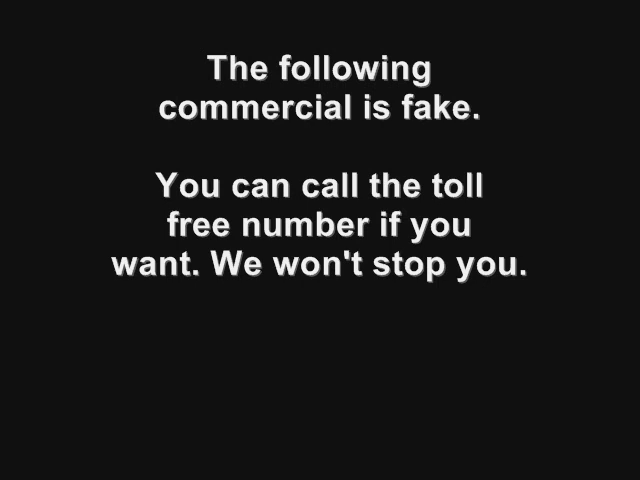 The following
commercial is fake.
You can call the toll
free number if you
want. We won't stop you.